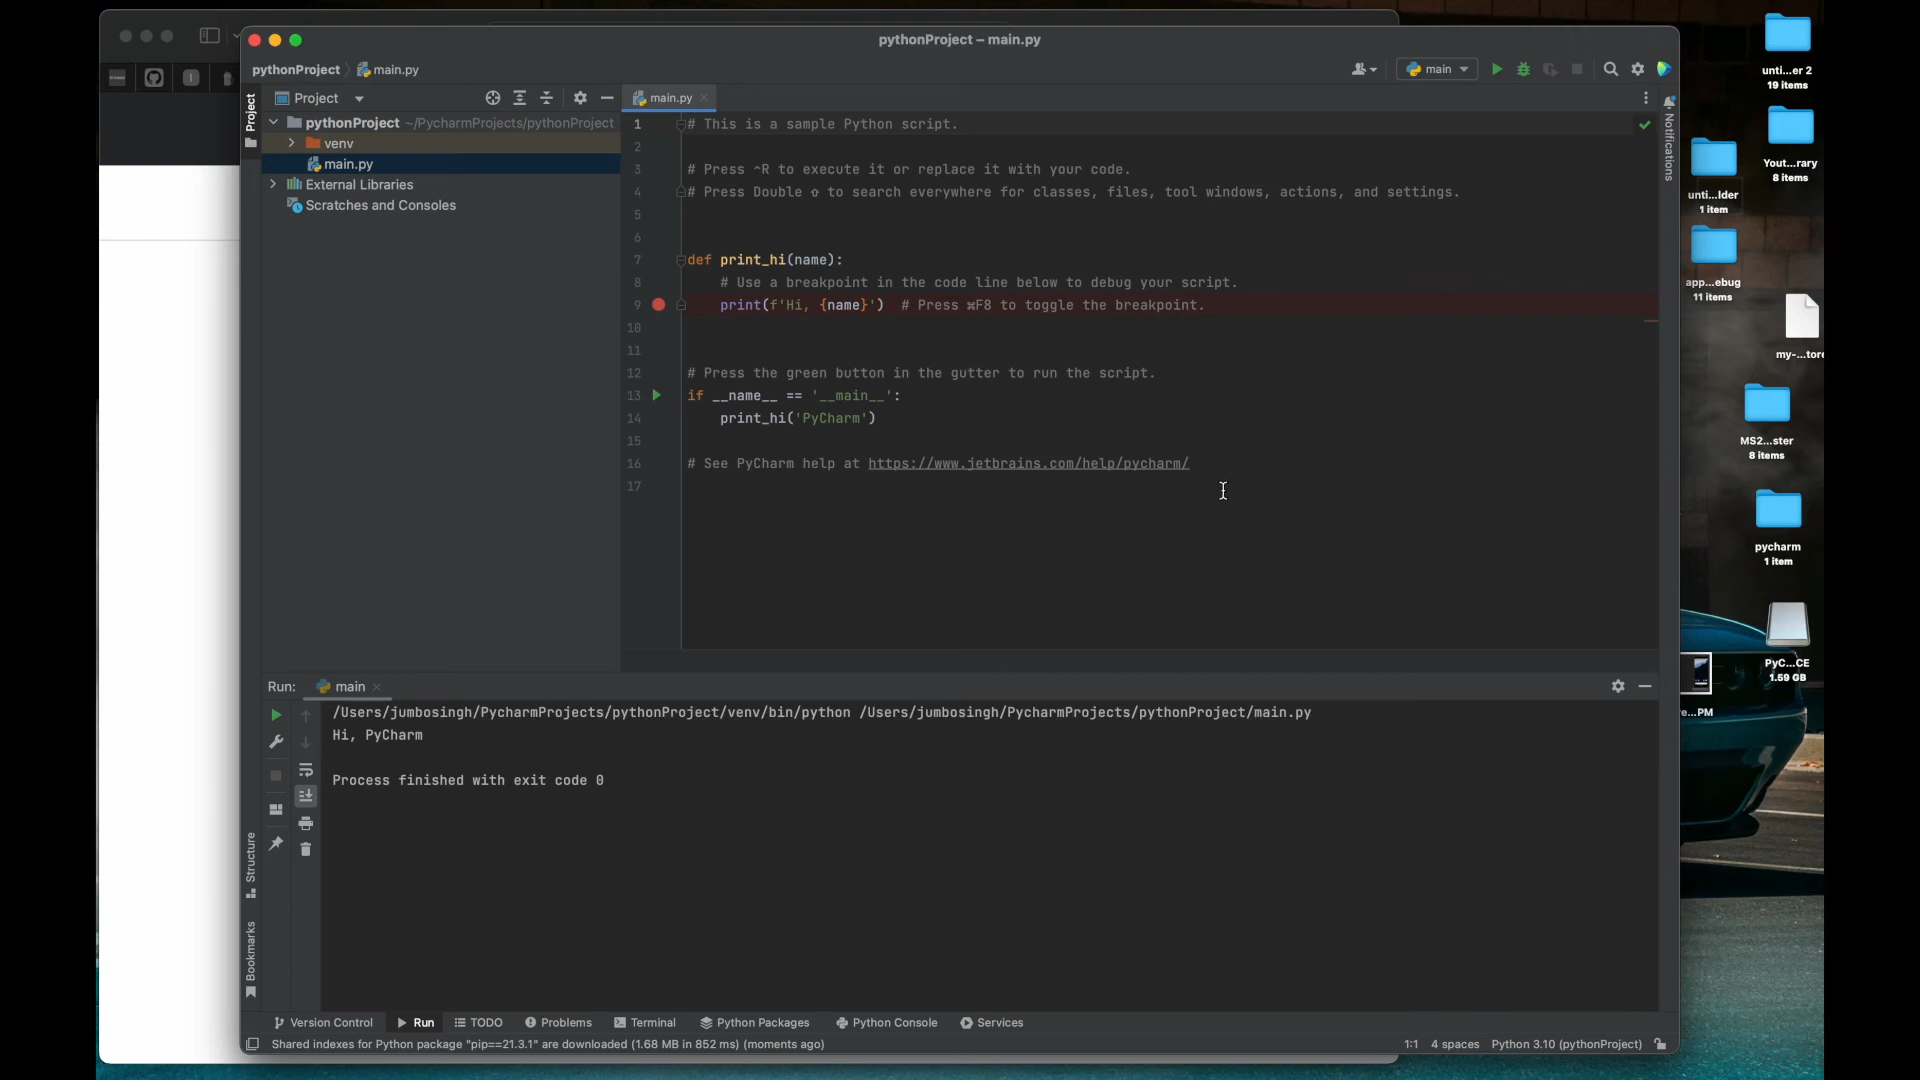 pythonProject – main.py
pythonProject
main.py
main
Project
Project
main.py
pythonProject ~/PycharmProjects/pythonProject
venv
main.py
External Libraries
Scratches and Consoles
1 # This is a sample Python script.
2
3 # Press ⌃R to execute it or replace it with your code.
4 # Press Double ⇧ to search everywhere for classes, files, tool windows, actions, and settings.
5
6
7 def print_hi(name):
8 # Use a breakpoint in the code line below to debug your script.
9 print(f'Hi, {name}') # Press ⌘F8 to toggle the breakpoint.
10
11
12 # Press the green button in the gutter to run the script.
13 if __name__ == '__main__':
14 print_hi('PyCharm')
15
16 # See PyCharm help at https://www.jetbrains.com/help/pycharm/
17
Notifications
Run: main
/Users/jumbosingh/PycharmProjects/pythonProject/venv/bin/python /Users/jumbosingh/PycharmProjects/pythonProject/main.py
Hi, PyCharm
Process finished with exit code 0
Structure
Bookmarks
Version Control Run TODO Problems Terminal Python Packages Python Console Services
Shared indexes for Python package "pip==21.3.1" are downloaded (1.68 MB in 852 ms) (moments ago)
1:1 4 spaces Python 3.10 (pythonProject)
unti...er 2
19 items
Yout...rary
8 items
unti...lder
1 item
app...ebug
11 items
my-...tore
MS2...ster
8 items
pycharm
1 item
PyC...CE
1.59 GB
e...PM